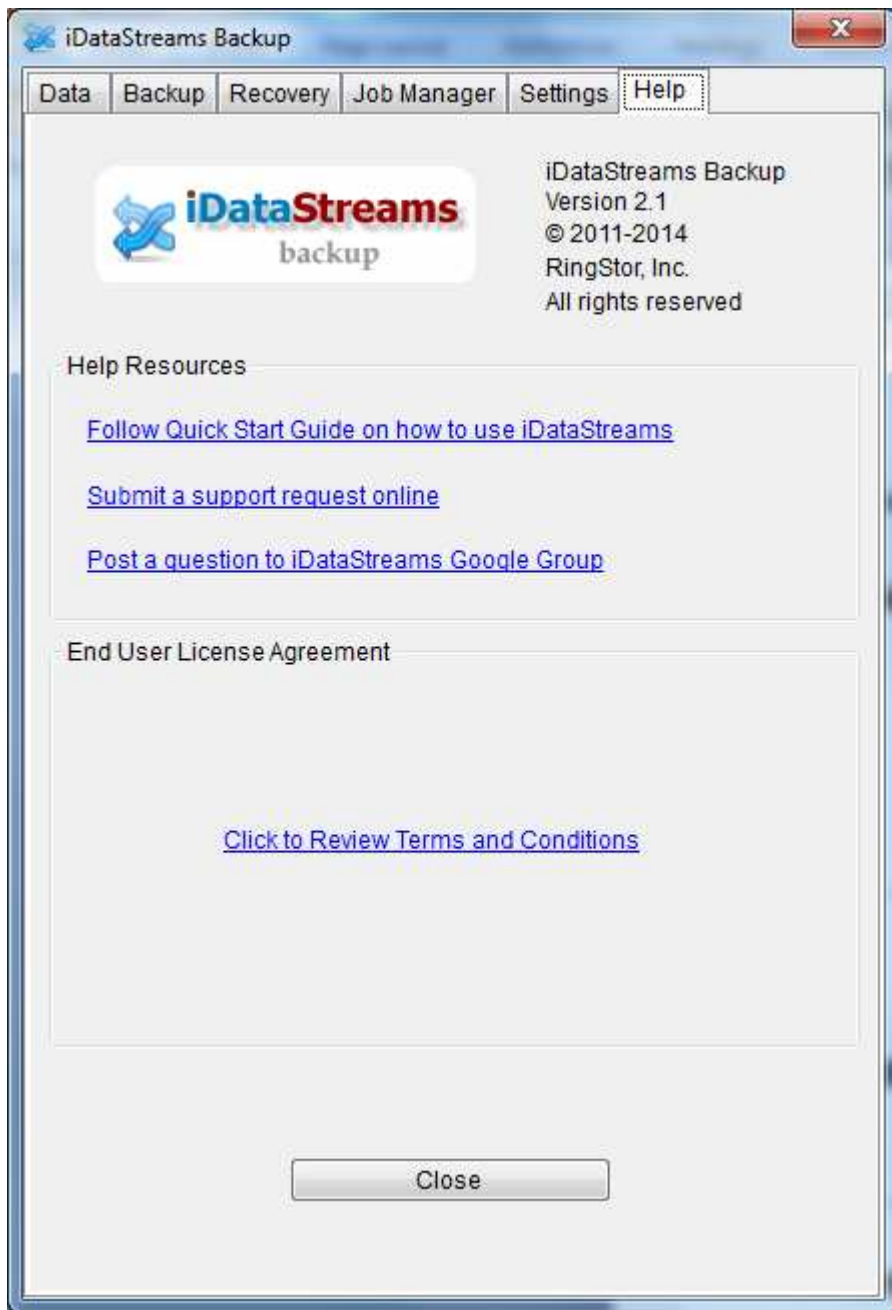 iDataStreams Backup
Data Backup Recovery Job Manager Settings Help
iDataStreams
backup
iDataStreams Backup
Version 2.1
© 2011-2014
RingStor, Inc.
All rights reserved
Help Resources
Follow Quick Start Guide on how to use iDataStreams
Submit a support request online
Post a question to iDataStreams Google Group
End User License Agreement
Click to Review Terms and Conditions
Close